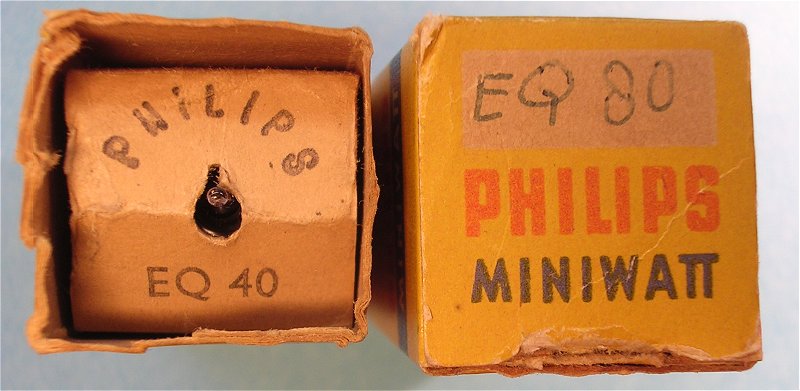 PHILIPS
EQ 40
EQ 80
PHILIPS
MINIWATT